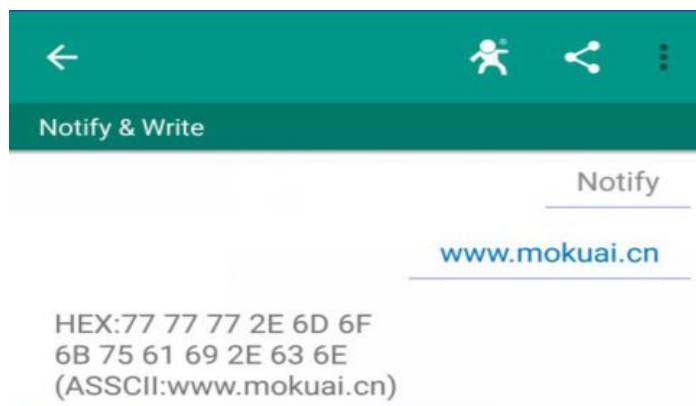 Notify & Write
Notify
www.mokuai.cn
HEX:77 77 77 2E 6D 6F
6B 75 61 69 2E 63 6E
(ASSCII:www.mokuai.cn)